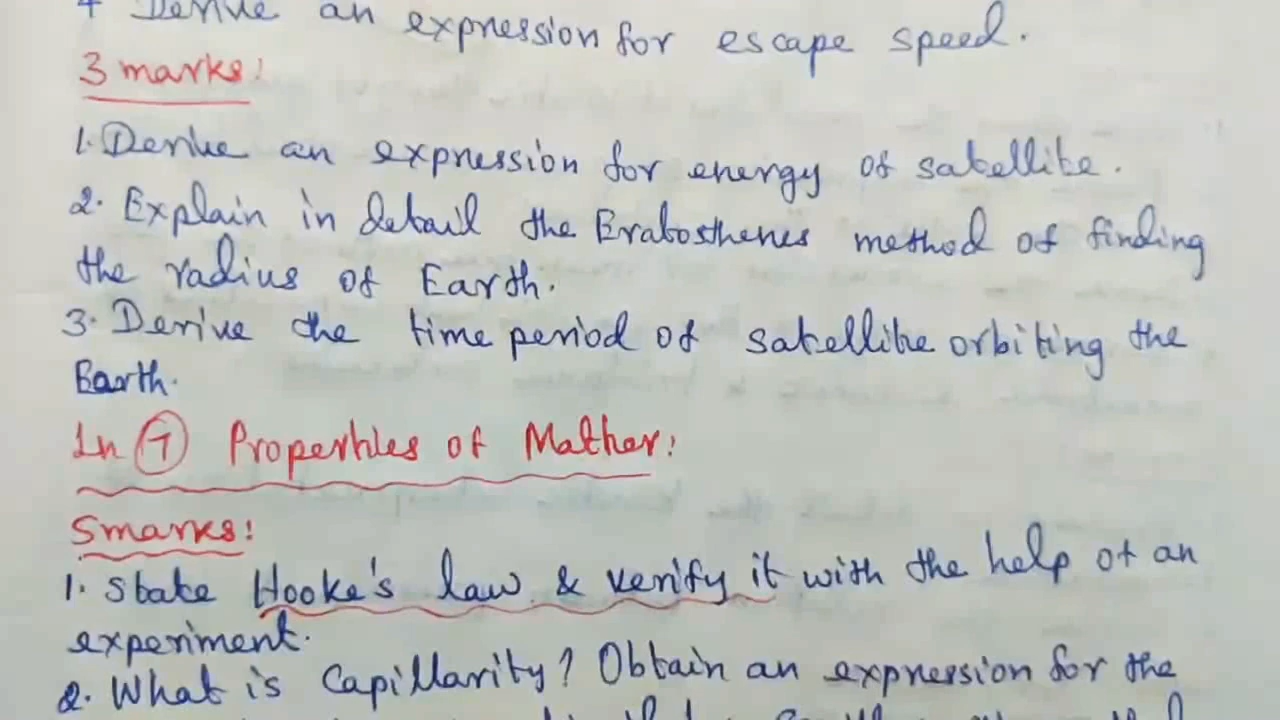 4 Derive an expression for escape speed.
3 marks:
1. Derive an expression for energy of satellite.
2. Explain in detail the Eratosthenes method of finding
the radius of Earth.
3. Derive the time period of satellite orbiting the
Earth.
Ln 7 Properties of Matter:
5 marks:
1. State Hooke's law & verify it with the help of an
experiment.
2. What is Capillarity? Obtain an expression for the